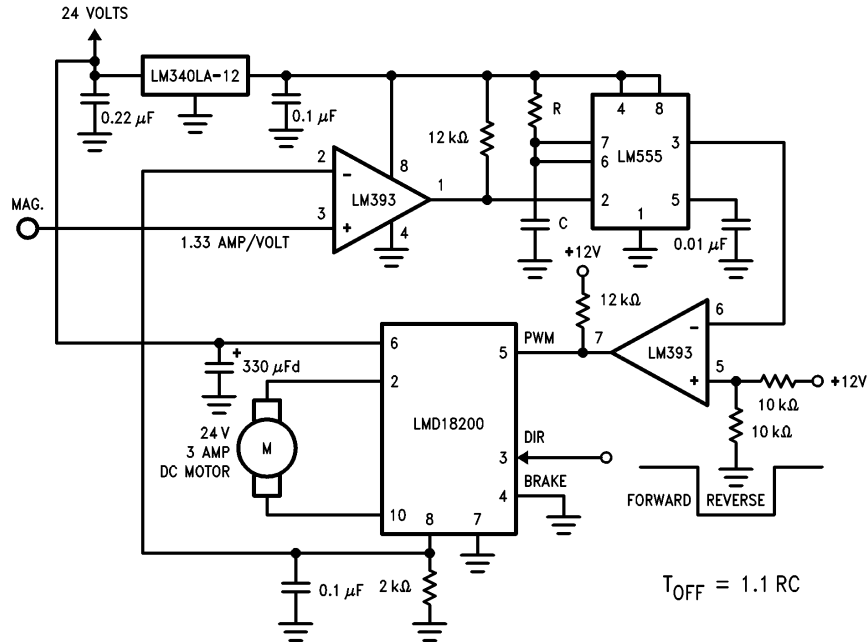 24 VOLTS
LM340LA-12
0.22 µF
0.1 µF
12 kΩ
R
C
4
8
7
6
2
3
5
1
LM555
0.01 µF
MAG.
2
3
8
1
4
−
+
LM393
1.33 AMP/VOLT
+12V
12 kΩ
PWM
7
6
5
−
+
LM393
+12V
10 kΩ
10 kΩ
+
330 µFd
24 V
3 AMP
DC MOTOR
M
6
2
10
8
7
5
3
4
LMD18200
DIR
BRAKE
FORWARD
REVERSE
0.1 µF
2 kΩ
TOFF = 1.1 RC